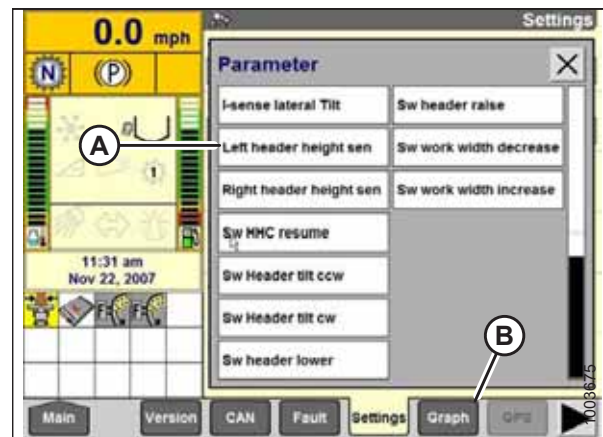 0.0 mph
Settings
N
(P)
Parameter
X
A
I-sense lateral Tilt
Sw header raise
Left header height sen
Sw work width decrease
Right header height sen
Sw work width increase
1
Sw HHC resume
11:31 am
Nov 22, 2007
Sw Header tilt ccw
Sw Header tilt cw
B
Sw header lower
Main
Version
CAN
Fault
Settings
Graph
GPS
1003675